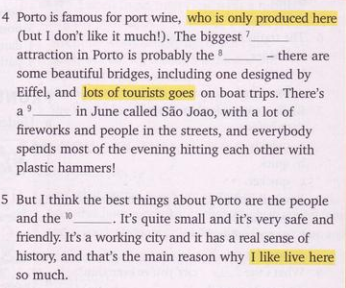 4 Porto is famous for port wine, who is only produced here
(but I don't like it much!). The biggest ⁷______
attraction in Porto is probably the ⁸______ – there are
some beautiful bridges, including one designed by
Eiffel, and lots of tourists goes on boat trips. There's
a ⁹______ in June called São Joao, with a lot of
fireworks and people in the streets, and everybody
spends most of the evening hitting each other with
plastic hammers!
5 But I think the best things about Porto are the people
and the ¹⁰______. It's quite small and it's very safe and
friendly. It's a working city and it has a real sense of
history, and that's the main reason why I like live here
so much.